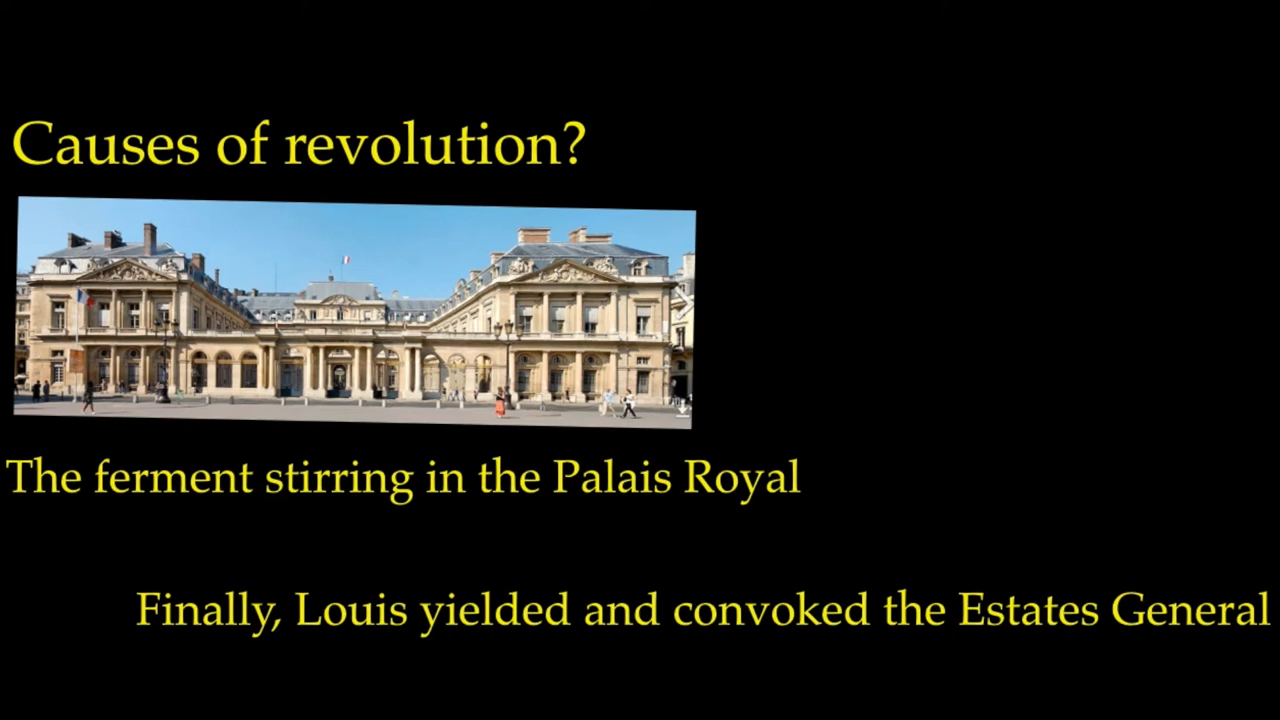 Causes of revolution?
The ferment stirring in the Palais Royal
Finally, Louis yielded and convoked the Estates General